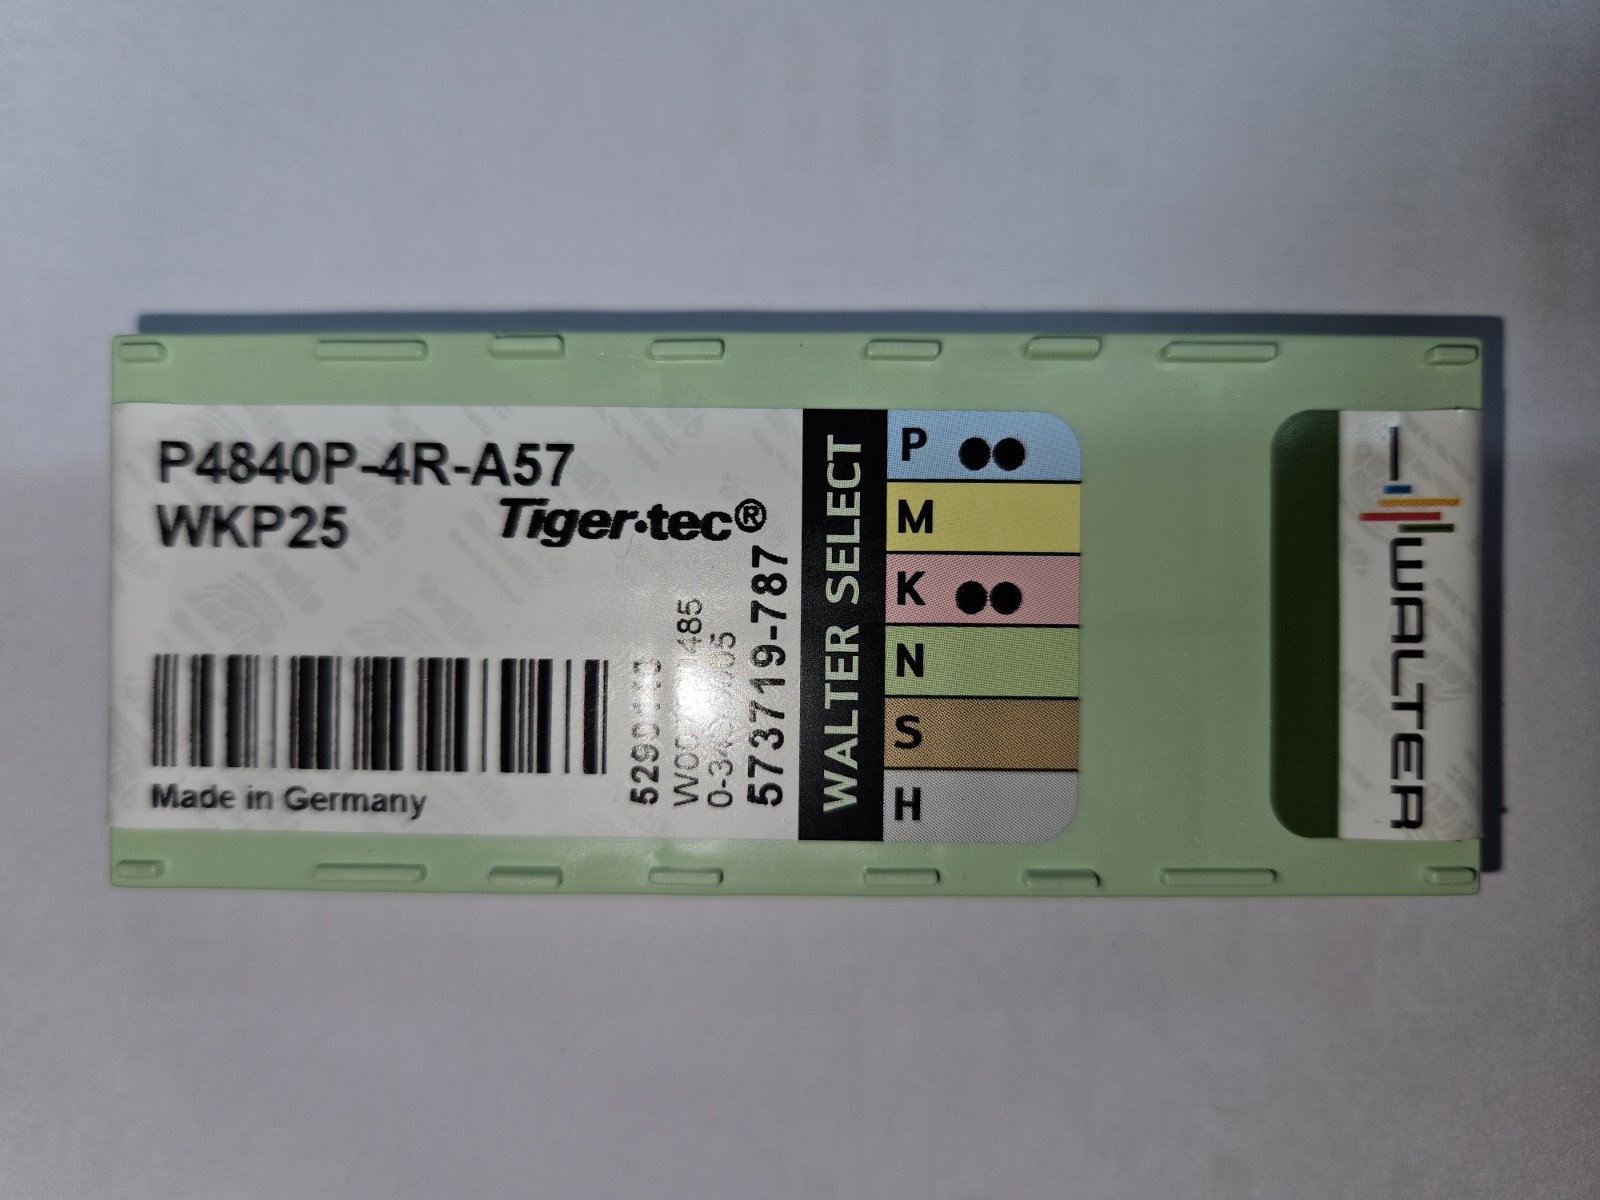 P4840P-4R-A57
WKP25
Tiger·tec®
Made in Germany
573719-787
WALTER SELECT
P
M
K
N
S
H
WALTER